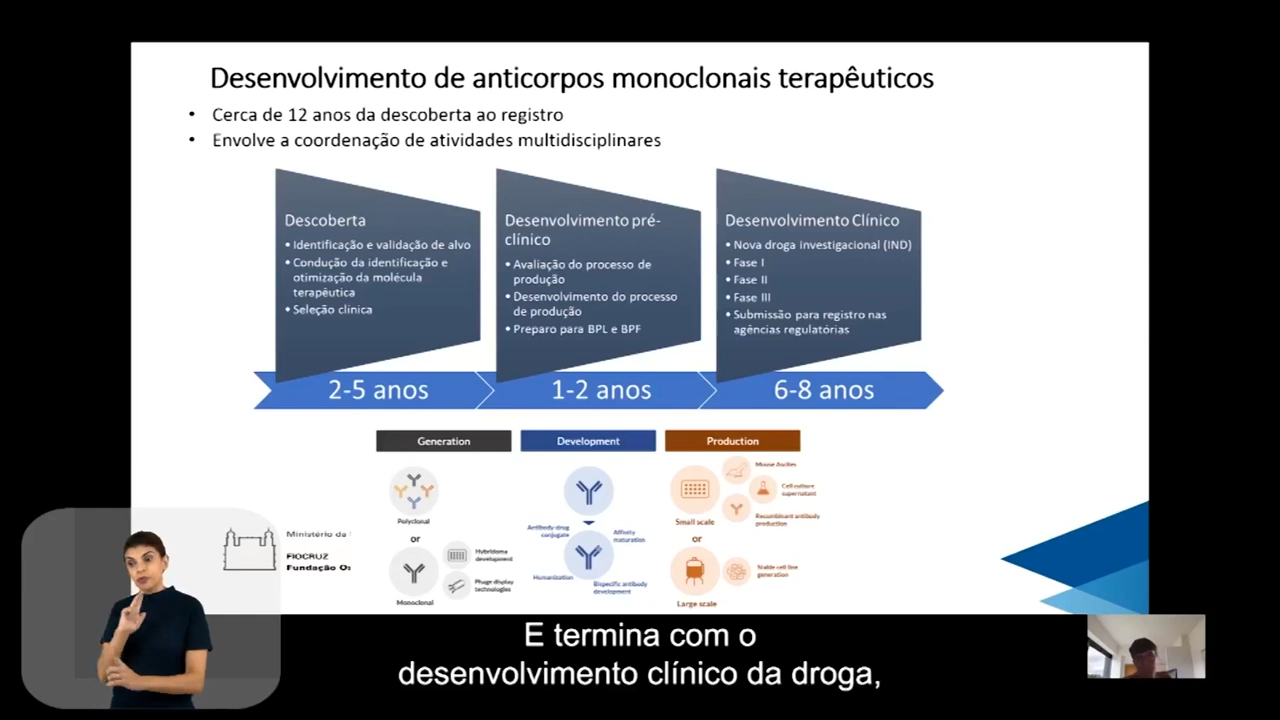 Desenvolvimento de anticorpos monoclonais terapêuticos
• Cerca de 12 anos da descoberta ao registro
• Envolve a coordenação de atividades multidisciplinares
Descoberta
• Identificação e validação de alvo
• Condução da identificação e
otimização da molécula
terapêutica
• Seleção clínica
Desenvolvimento pré-
clínico
• Avaliação do processo de
produção
• Desenvolvimento do processo
de produção
• Preparo para BPL e BPF
Desenvolvimento Clínico
• Nova droga investigacional (IND)
• Fase I
• Fase II
• Fase III
• Submissão para registro nas
agências regulatórias
2-5 anos
1-2 anos
6-8 anos
Generation
Polyclonal
or
Monoclonal
Hybridoma
development
Phage display
technologies
Development
Antibody-drug
conjugate
Affinity
maturation
Humanization
Bispecific antibody
development
Production
Small scale
or
Large scale
Mouse Ascites
Cell culture
supernatant
Recombinant antibody
production
Stable cell line
generation
Ministério da
FIOCRUZ
Fundação Os
E termina com o
desenvolvimento clínico da droga,